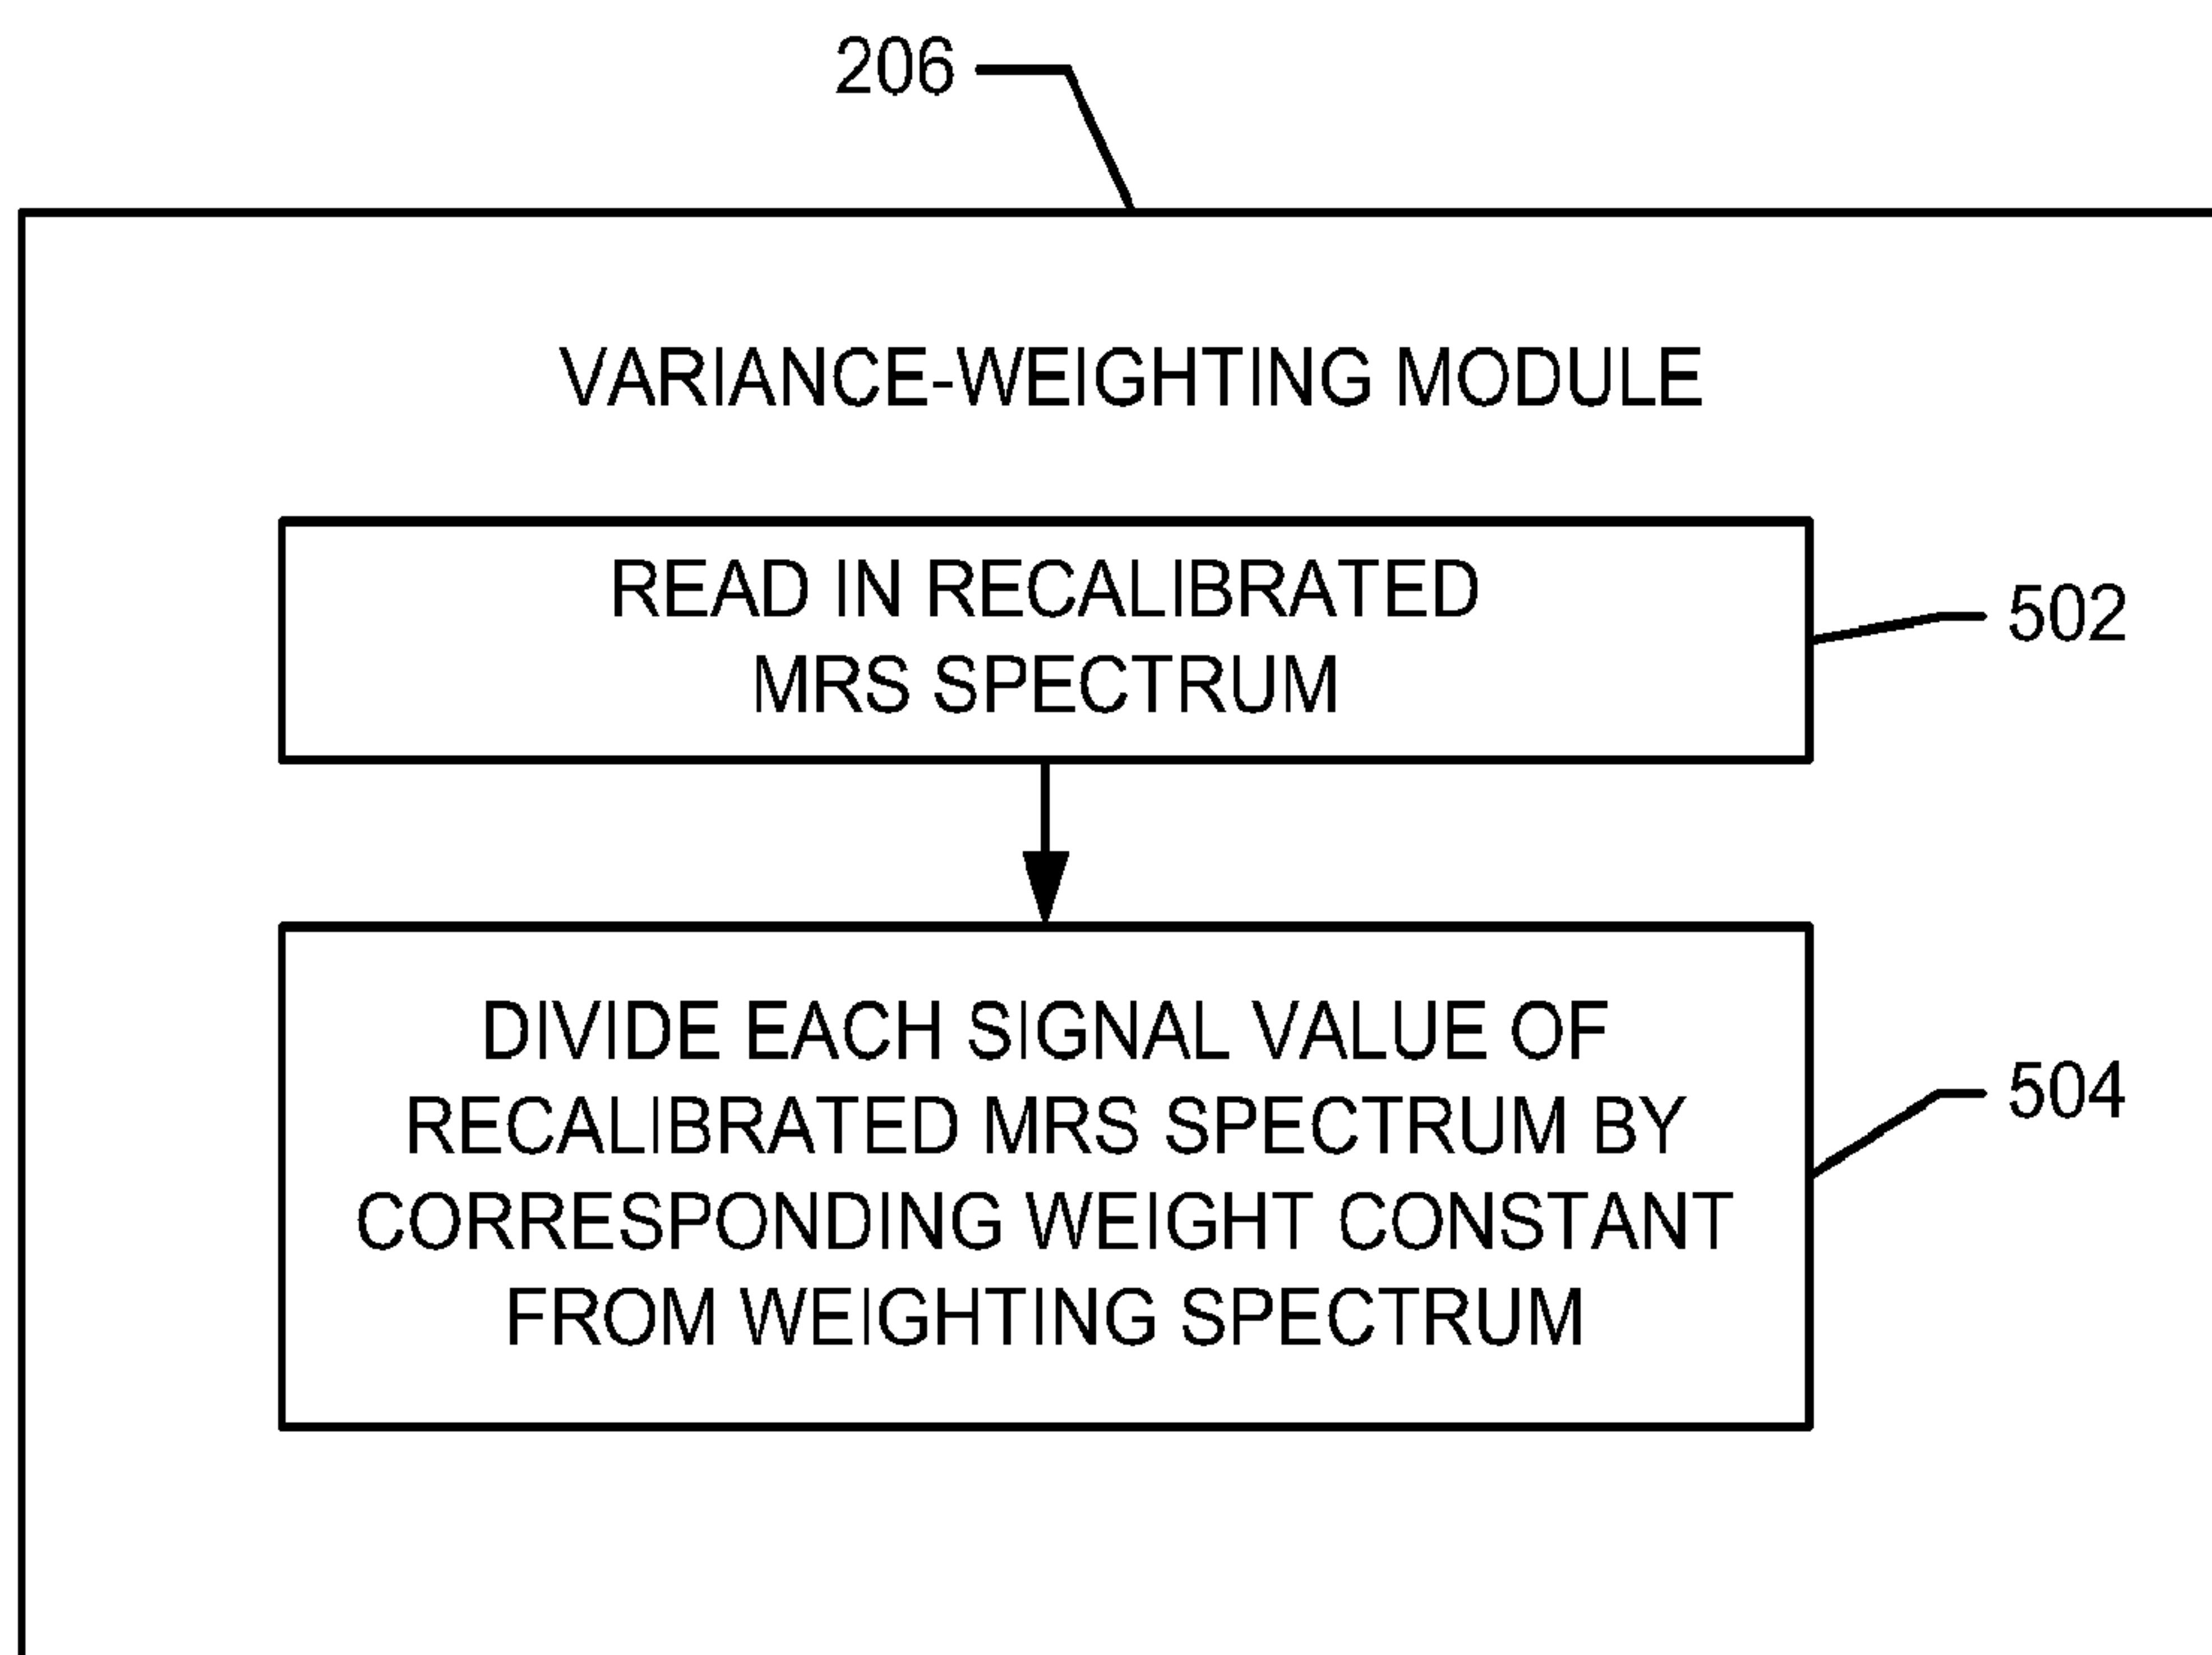 206
VARIANCE-WEIGHTING MODULE
READ IN RECALIBRATED
MRS SPECTRUM
502
DIVIDE EACH SIGNAL VALUE OF
RECALIBRATED MRS SPECTRUM BY
CORRESPONDING WEIGHT CONSTANT
FROM WEIGHTING SPECTRUM
504